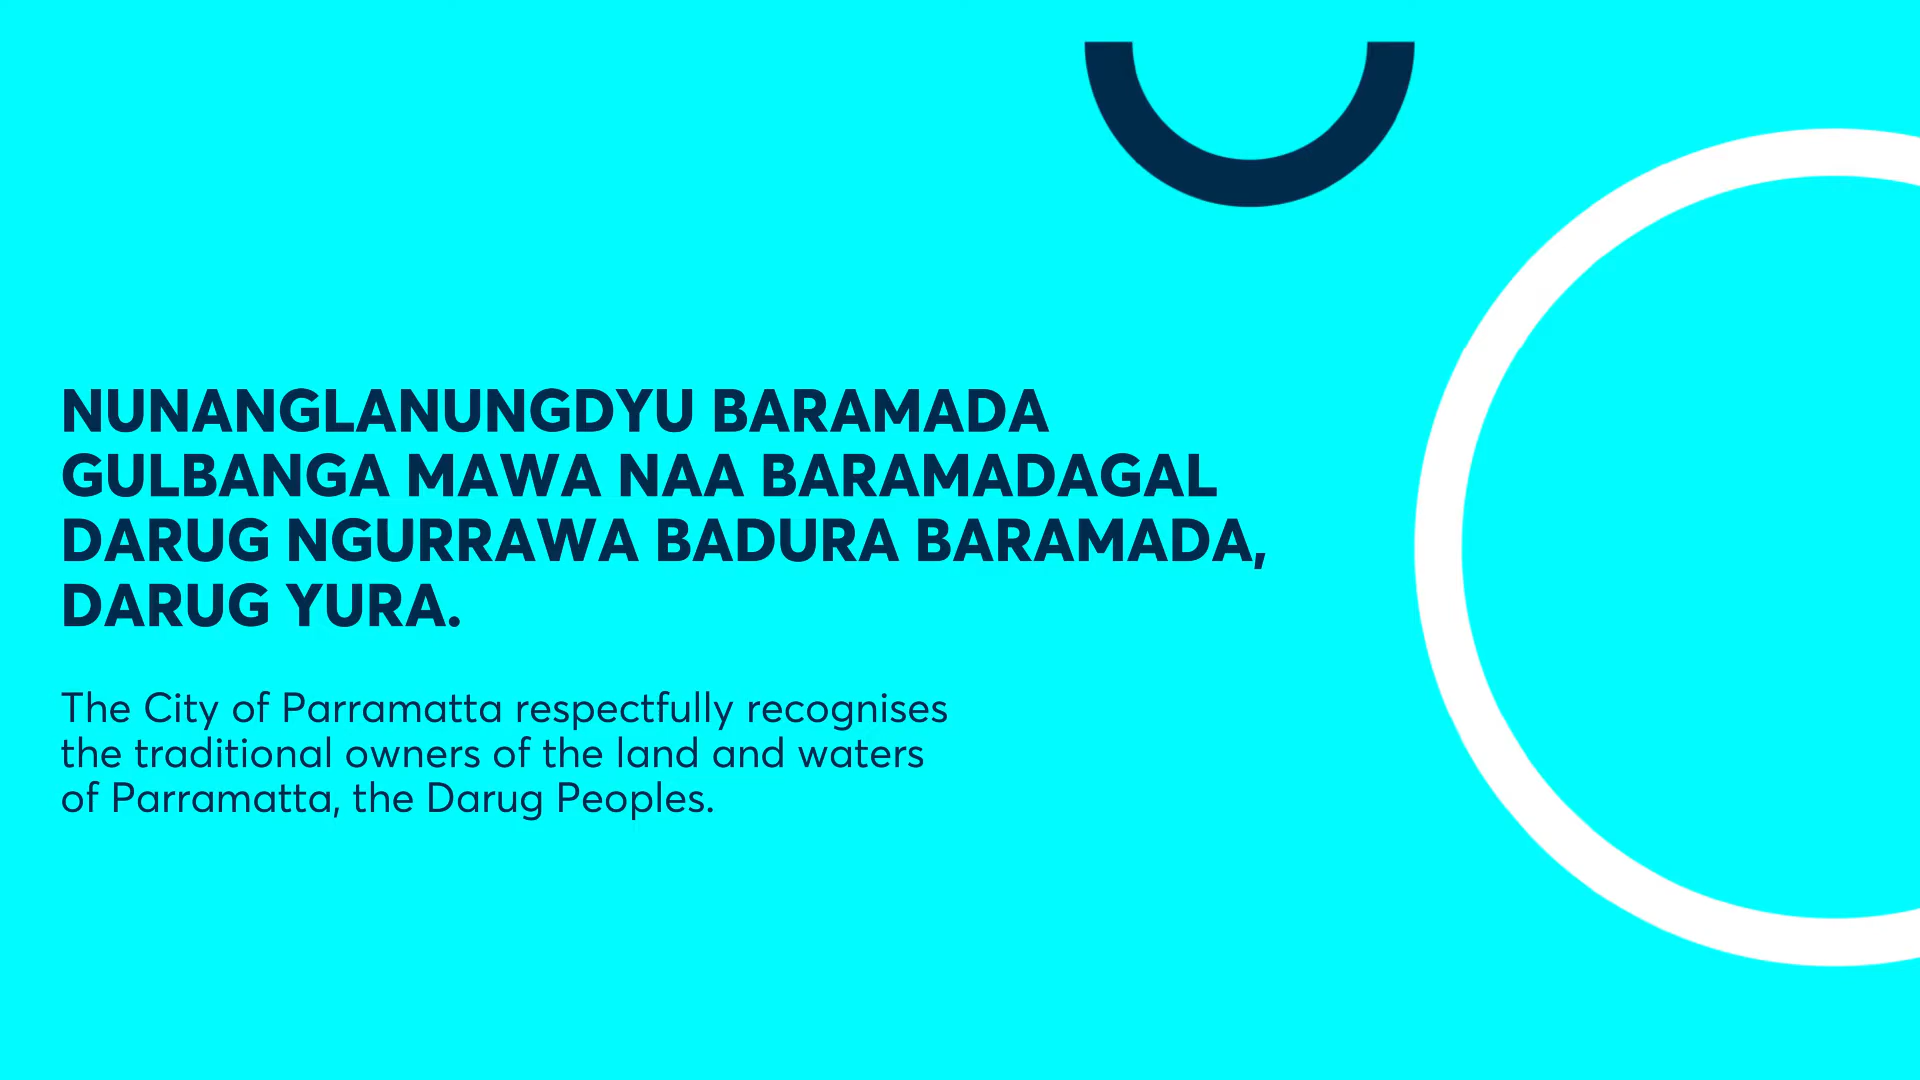 NUNANGLANUNGDYU BARAMADA
GULBANGA MAWA NAA BARAMADAGAL
DARUG NGURRAWA BADURA BARAMADA,
DARUG YURA.
The City of Parramatta respectfully recognises
the traditional owners of the land and waters
of Parramatta, the Darug Peoples.